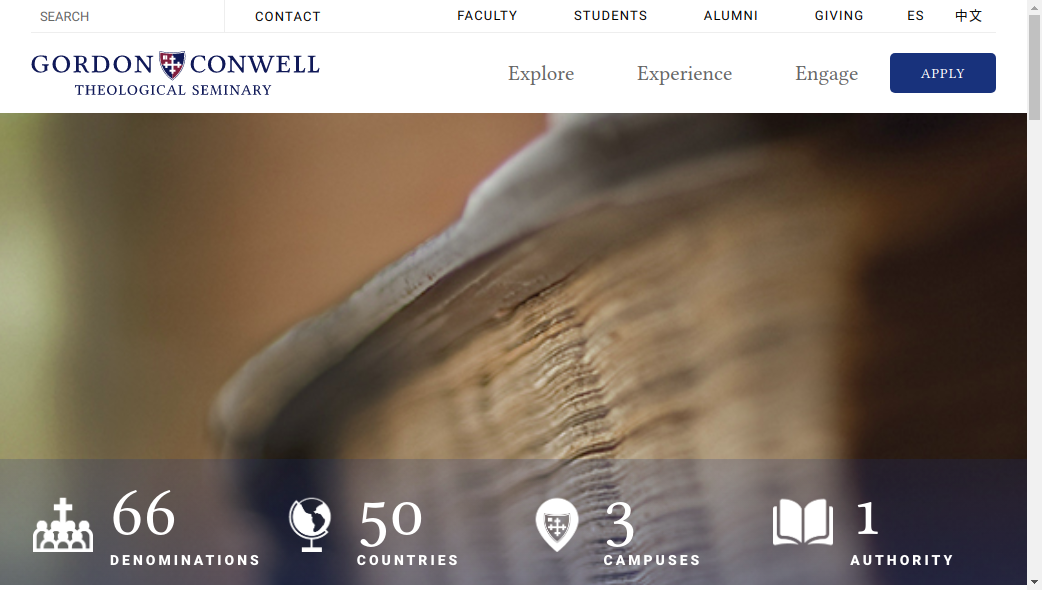 SEARCH
CONTACT
FACULTY
STUDENTS
ALUMNI
GIVING
ES
中文
GORDON CONWELL
THEOLOGICAL SEMINARY
Explore
Experience
Engage
APPLY
66
DENOMINATIONS
50
COUNTRIES
3
CAMPUSES
1
AUTHORITY